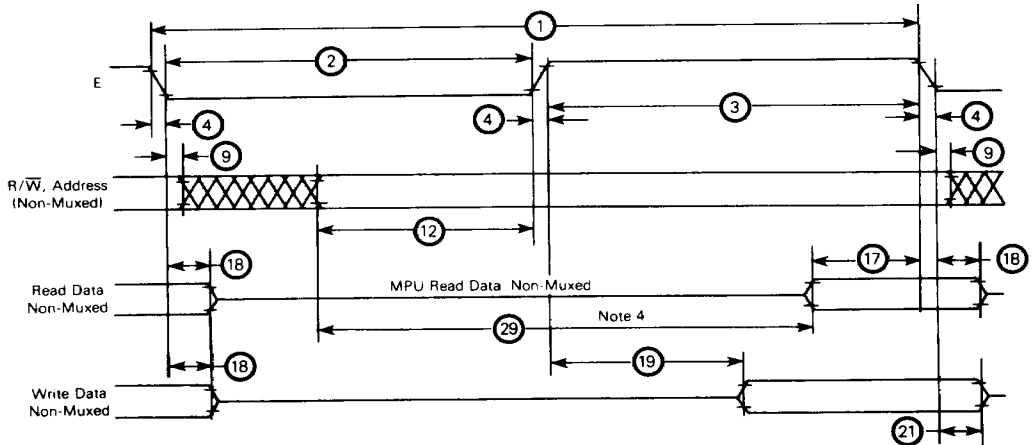 1
2
E
3
4
4
4
9
9
R/W̅, Address
(Non-Muxed)
12
18
17
18
Read Data
Non-Muxed
MPU Read Data Non-Muxed
Note 4
29
18
19
Write Data
Non-Muxed
21